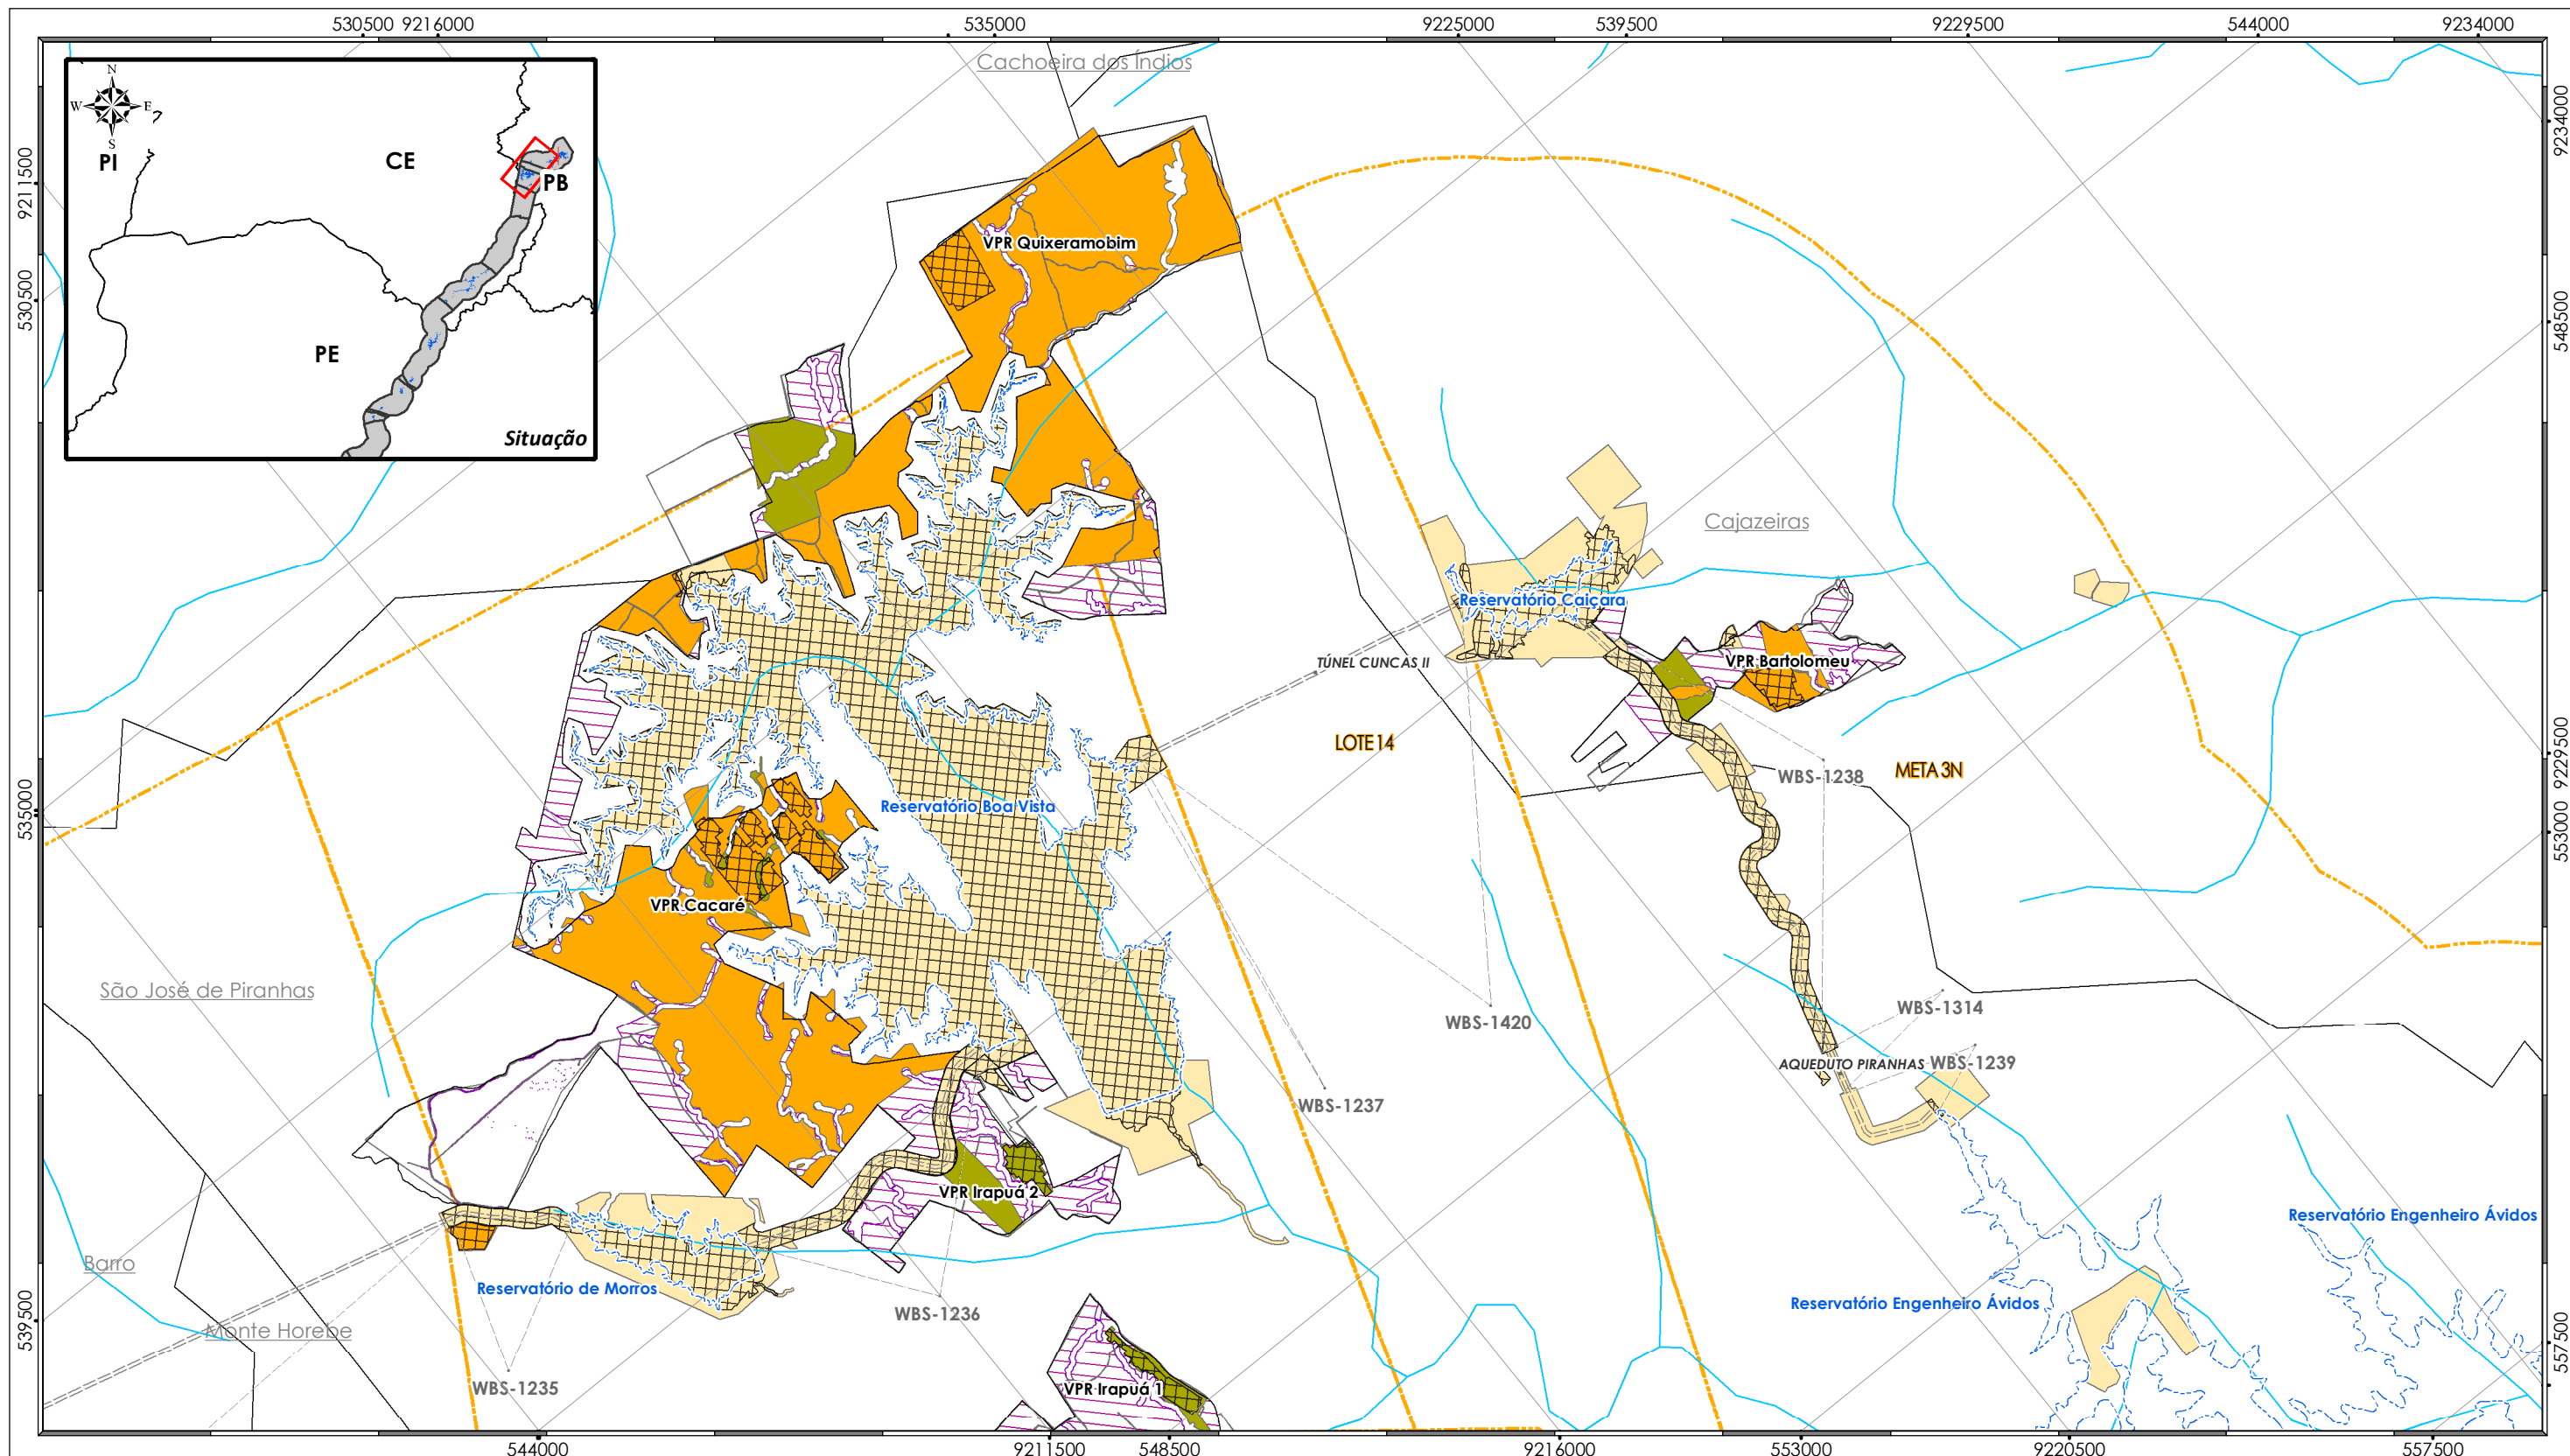 530500 9216000 535000 9225000 539500 9229500 544000 9234000
Cachoeira dos Índios
N
W E
S
PI
CE
PB
PE
Situação
9211500
530500
535000
539500
9234000
548500
9229500
553000
557500
VPR Quixeramobim
Cajazeiras
Reservatório Caiçara
TÚNEL CUNCAS II
VPR Bartolomeu
LOTE 14
META 3N
WBS-1238
Reservatório Boa Vista
VPR Cacaré
São José de Piranhas
WBS-1420
WBS-1314
AQUEDUTO PIRANHAS
WBS-1239
WBS-1237
VPR Irapuá 2
Reservatório Engenheiro Ávidos
Barro
Reservatório de Morros
Reservatório Engenheiro Ávidos
WBS-1236
Monte Horebe
WBS-1235
VPR Irapuá 1
544000 9211500 548500 9216000 553000 9220500 557500